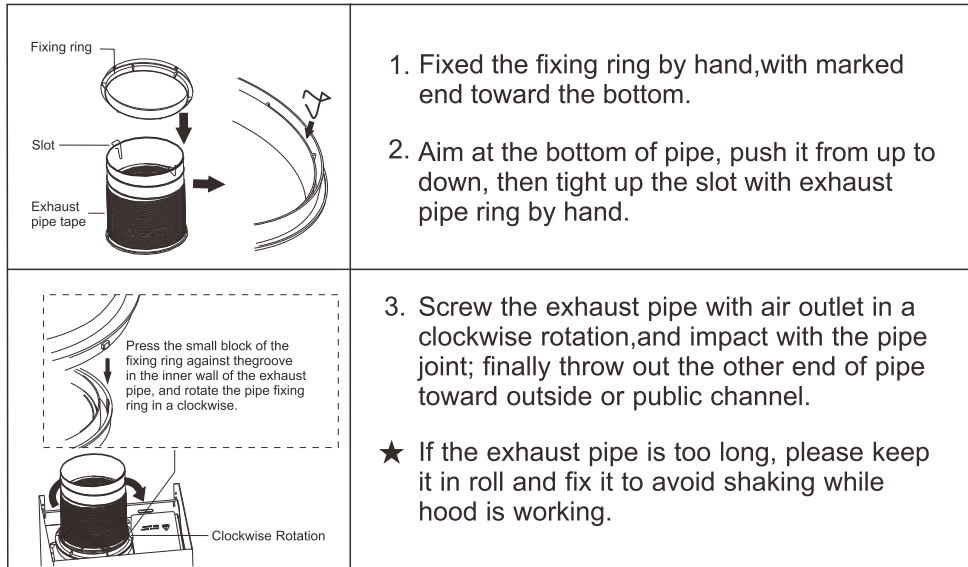 Fixing ring
Slot
Exhaust
pipe tape
1. Fixed the fixing ring by hand,with marked
end toward the bottom.
2. Aim at the bottom of pipe, push it from up to
down, then tight up the slot with exhaust
pipe ring by hand.
Press the small block of the
fixing ring against thegroove
in the inner wall of the exhaust
pipe, and rotate the pipe fixing
ring in a clockwise.
Clockwise Rotation
3. Screw the exhaust pipe with air outlet in a
clockwise rotation,and impact with the pipe
joint; finally throw out the other end of pipe
toward outside or public channel.
★ If the exhaust pipe is too long, please keep
it in roll and fix it to avoid shaking while
hood is working.